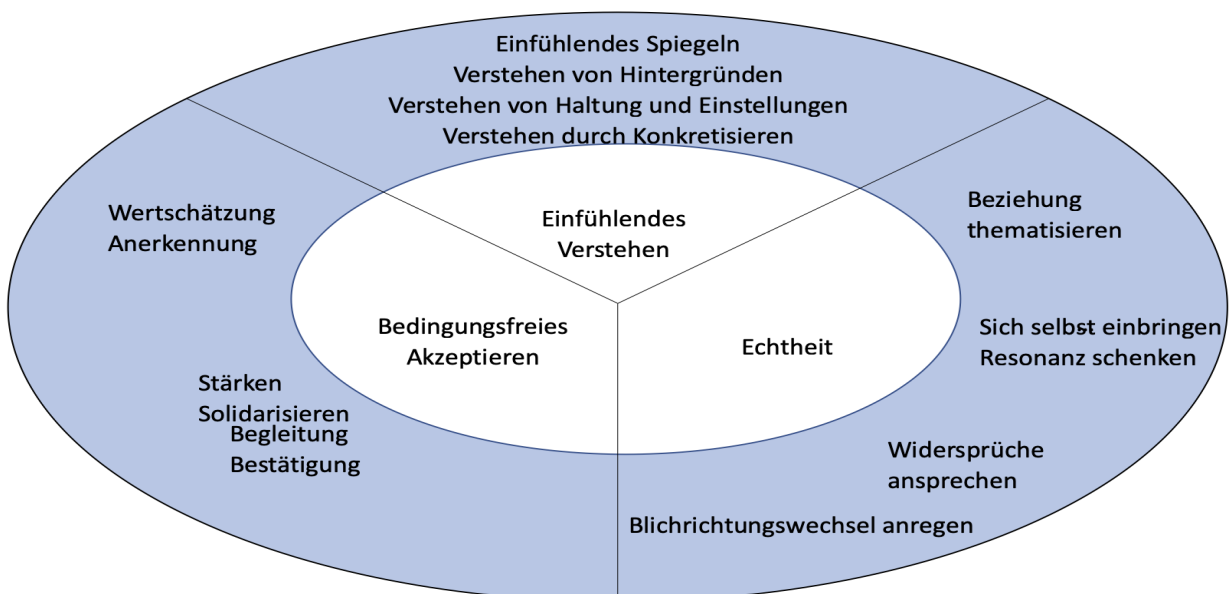 Einfühlendes Spiegeln
Verstehen von Hintergründen
Verstehen von Haltung und Einstellungen
Verstehen durch Konkretisieren
Wertschätzung
Anerkennung
Einfühlendes
Verstehen
Beziehung
thematisieren
Bedingungsfreies
Akzeptieren
Echtheit
Sich selbst einbringen
Resonanz schenken
Stärken
Solidarisieren
Begleitung
Bestätigung
Widersprüche
ansprechen
Blichrichtungswechsel anregen